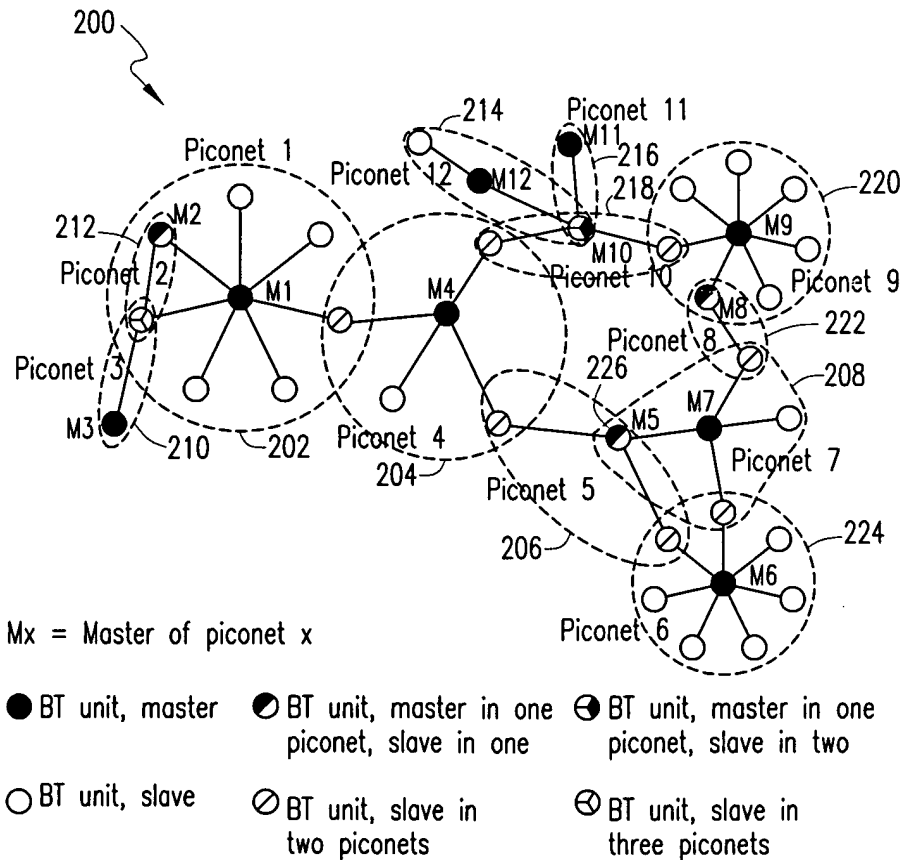 200
214
Piconet 11
M11
Piconet 1
Piconet 12
M12
216
218
220
212
M2
M10
M9
Piconet 2
Piconet 10
M1
M4
Piconet 9
M8
Piconet 3
Piconet 8
222
226
208
M3
M5
M7
210
202
Piconet 4
204
Piconet 7
Piconet 5
206
224
M6
Piconet 6
Mx = Master of piconet x
BT unit, master
BT unit, master in one
piconet, slave in one
BT unit, master in one
piconet, slave in two
BT unit, slave
BT unit, slave in
two piconets
BT unit, slave in
three piconets